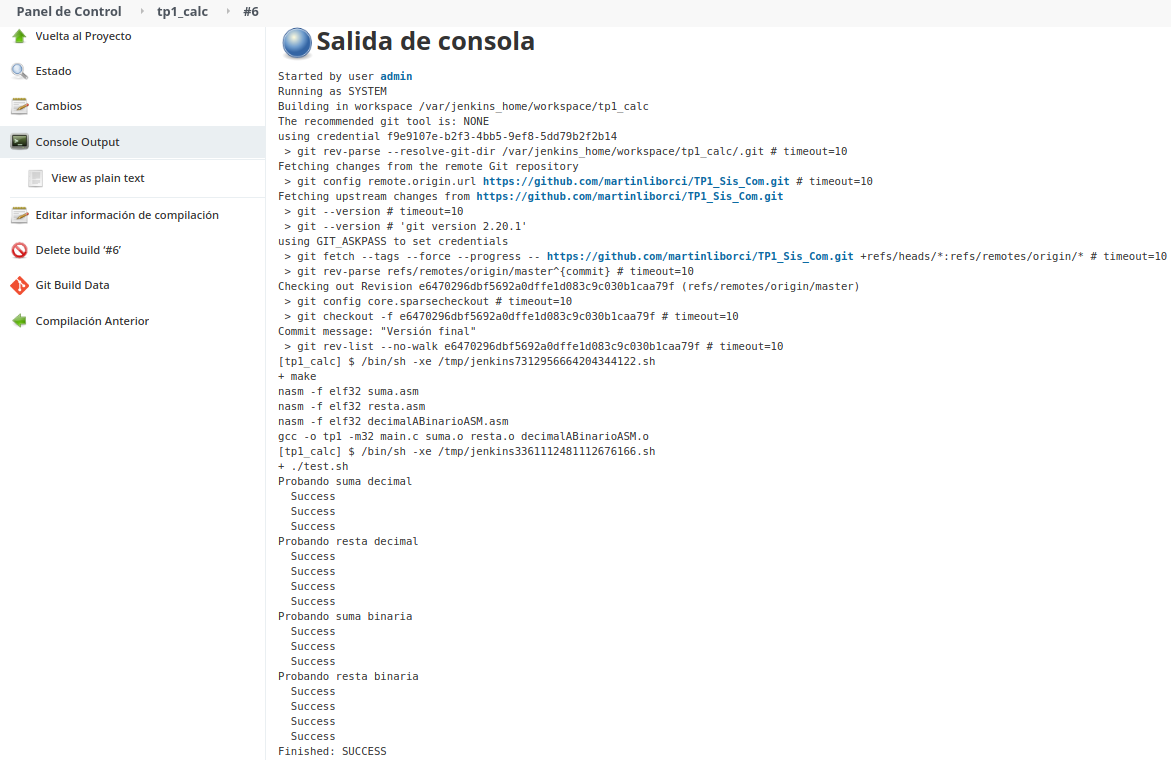 Panel de Control › tp1_calc › #6
Vuelta al Proyecto
Estado
Cambios
Console Output
View as plain text
Editar información de compilación
Delete build ‘#6’
Git Build Data
Compilación Anterior
Salida de consola
Started by user admin
Running as SYSTEM
Building in workspace /var/jenkins_home/workspace/tp1_calc
The recommended git tool is: NONE
using credential f9e9107e-b2f3-4bb5-9ef8-5dd79b2f2b14
 > git rev-parse --resolve-git-dir /var/jenkins_home/workspace/tp1_calc/.git # timeout=10
Fetching changes from the remote Git repository
 > git config remote.origin.url https://github.com/martinliborci/TP1_Sis_Com.git # timeout=10
Fetching upstream changes from https://github.com/martinliborci/TP1_Sis_Com.git
 > git --version # timeout=10
 > git --version # 'git version 2.20.1'
using GIT_ASKPASS to set credentials
 > git fetch --tags --force --progress -- https://github.com/martinliborci/TP1_Sis_Com.git +refs/heads/*:refs/remotes/origin/* # timeout=10
 > git rev-parse refs/remotes/origin/master^{commit} # timeout=10
Checking out Revision e6470296dbf5692a0dffe1d083c9c030b1caa79f (refs/remotes/origin/master)
 > git config core.sparsecheckout # timeout=10
 > git checkout -f e6470296dbf5692a0dffe1d083c9c030b1caa79f # timeout=10
Commit message: "Versión final"
 > git rev-list --no-walk e6470296dbf5692a0dffe1d083c9c030b1caa79f # timeout=10
[tp1_calc] $ /bin/sh -xe /tmp/jenkins7312956664204344122.sh
+ make
nasm -f elf32 suma.asm
nasm -f elf32 resta.asm
nasm -f elf32 decimalABinarioASM.asm
gcc -o tp1 -m32 main.c suma.o resta.o decimalABinarioASM.o
[tp1_calc] $ /bin/sh -xe /tmp/jenkins3361112481112676166.sh
+ ./test.sh
Probando suma decimal
  Success
  Success
  Success
Probando resta decimal
  Success
  Success
  Success
  Success
Probando suma binaria
  Success
  Success
  Success
Probando resta binaria
  Success
  Success
  Success
  Success
Finished: SUCCESS